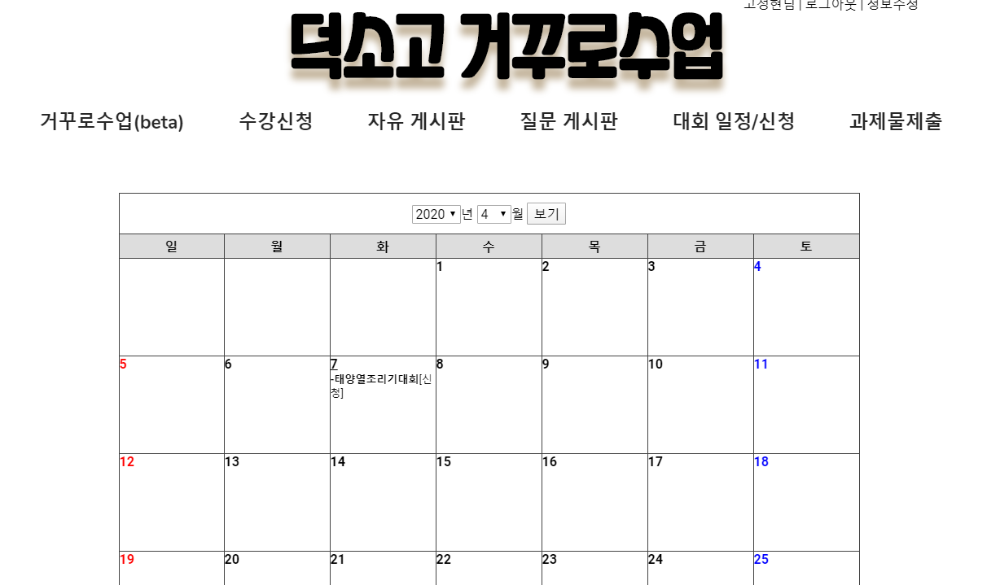 고성현님 | 로그아웃 | 정보수정
덕소고 거꾸로수업
거꾸로수업(beta) 수강신청 자유 게시판 질문 게시판 대회 일정/신청 과제물제출
2020 년 4 월 보기
일 월 화 수 목 금 토
1 2 3 4
5 6 7 8 9 10 11
-태양열조리기대회[신
청]
12 13 14 15 16 17 18
19 20 21 22 23 24 25